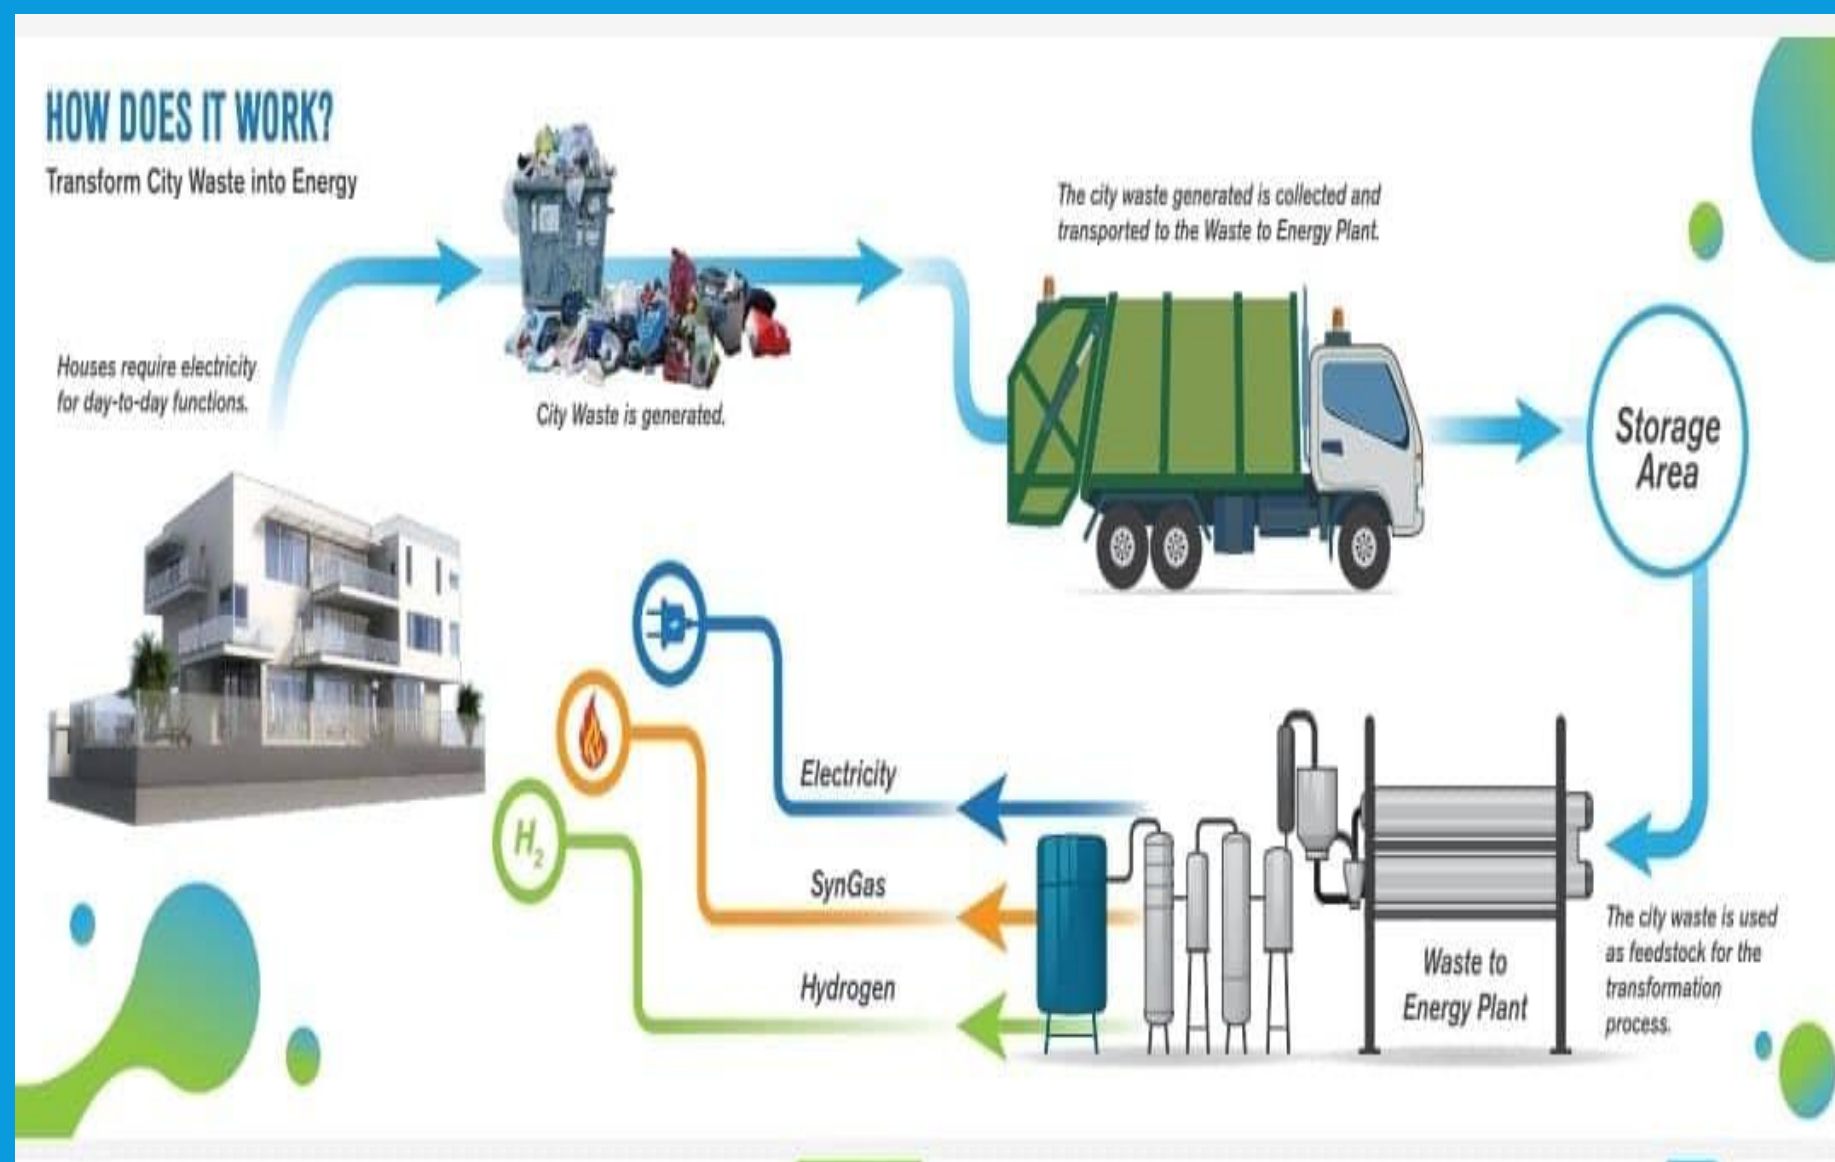 HOW DOES IT WORK?
Transform City Waste into Energy
Houses require electricity
for day-to-day functions.
City Waste is generated.
The city waste generated is collected and
transported to the Waste to Energy Plant.
Storage
Area
Electricity
SynGas
Hydrogen
H₂
Waste to
Energy Plant
The city waste is used
as feedstock for the
transformation
process.